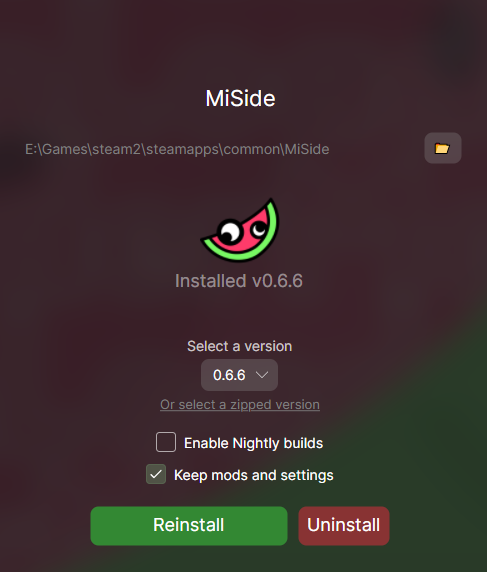 MiSide
E:\Games\steam2\steamapps\common\MiSide
Installed v0.6.6
Select a version
0.6.6
Or select a zipped version
Enable Nightly builds
Keep mods and settings
Reinstall
Uninstall